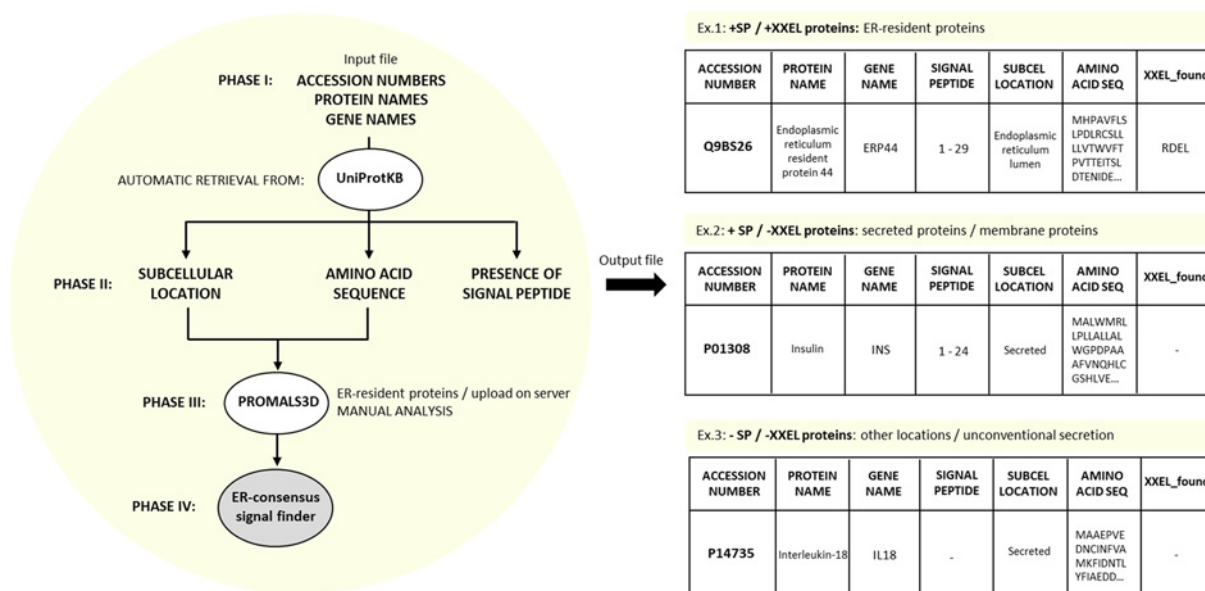 Input file
PHASE I:
ACCESSION NUMBERS
PROTEIN NAMES
GENE NAMES
AUTOMATIC RETRIEVAL FROM:
UniProtKB
PHASE II:
SUBCELLULAR
LOCATION
AMINO ACID
SEQUENCE
PRESENCE OF
SIGNAL PEPTIDE
PHASE III:
PROMALS3D
ER-resident proteins / upload on server
MANUAL ANALYSIS
PHASE IV:
ER-consensus
signal finder
Output file
Ex.1: +SP / +XXEL proteins: ER-resident proteins
ACCESSION
NUMBER
PROTEIN
NAME
GENE
NAME
SIGNAL
PEPTIDE
SUBCEL
LOCATION
AMINO
ACID SEQ
XXEL_found
Q9BS26
Endoplasmic
reticulum
resident
protein 44
ERP44
1 - 29
Endoplasmic
reticulum
lumen
MHPAVFLS
LPDLRCSLL
LLVTWVFT
PVTTEITSL
DTENIDE...
RDEL
Ex.2: + SP / -XXEL proteins: secreted proteins / membrane proteins
ACCESSION
NUMBER
PROTEIN
NAME
GENE
NAME
SIGNAL
PEPTIDE
SUBCEL
LOCATION
AMINO
ACID SEQ
XXEL_found
P01308
Insulin
INS
1 - 24
Secreted
MALWMRL
LPLLALLAL
WGPDPAA
AFVNQHLC
GSHLVE...
-
Ex.3: - SP / -XXEL proteins: other locations / unconventional secretion
ACCESSION
NUMBER
PROTEIN
NAME
GENE
NAME
SIGNAL
PEPTIDE
SUBCEL
LOCATION
AMINO
ACID SEQ
XXEL_found
P14735
Interleukin-18
IL18
-
Secreted
MAAEPVE
DNCINFVA
MKFIDNTL
YFIAEDD...
-